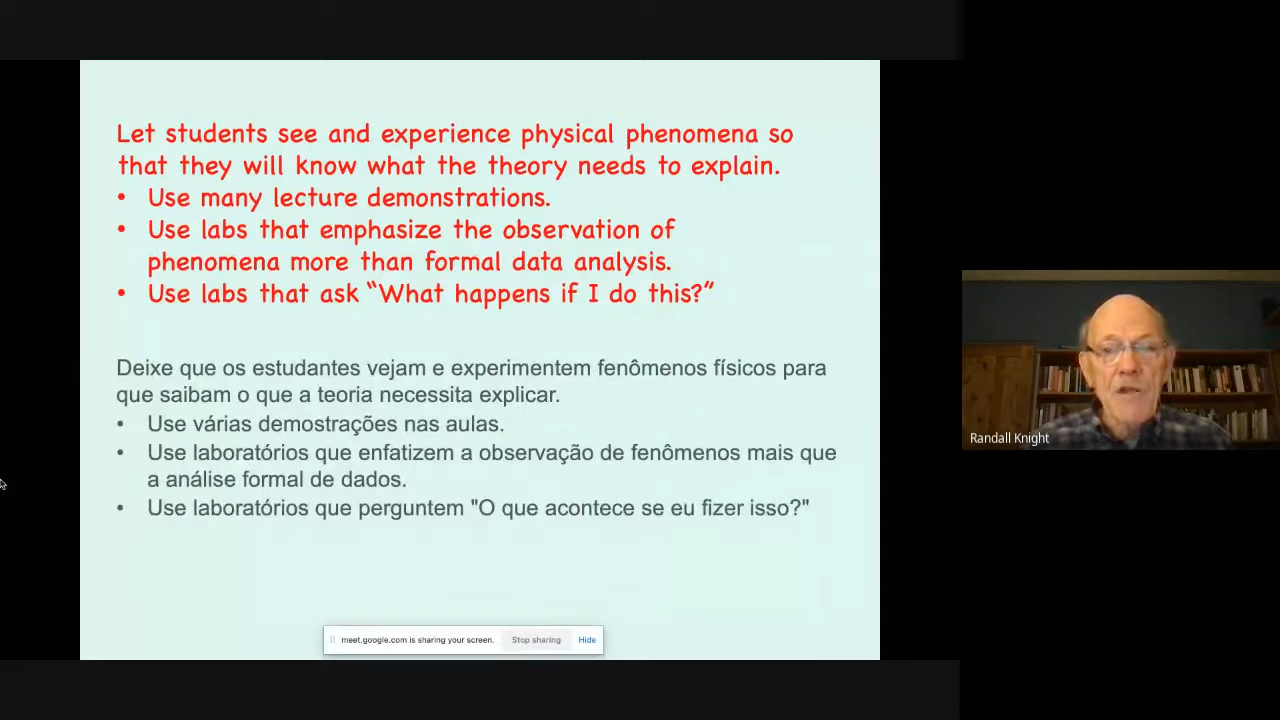 Let students see and experience physical phenomena so
that they will know what the theory needs to explain.
• Use many lecture demonstrations.
• Use labs that emphasize the observation of
phenomena more than formal data analysis.
• Use labs that ask “What happens if I do this?”
Deixe que os estudantes vejam e experimentem fenômenos físicos para
que saibam o que a teoria necessita explicar.
• Use várias demostrações nas aulas.
• Use laboratórios que enfatizem a observação de fenômenos mais que
a análise formal de dados.
• Use laboratórios que perguntem "O que acontece se eu fizer isso?"
meet.google.com is sharing your screen. Stop sharing Hide
Randall Knight